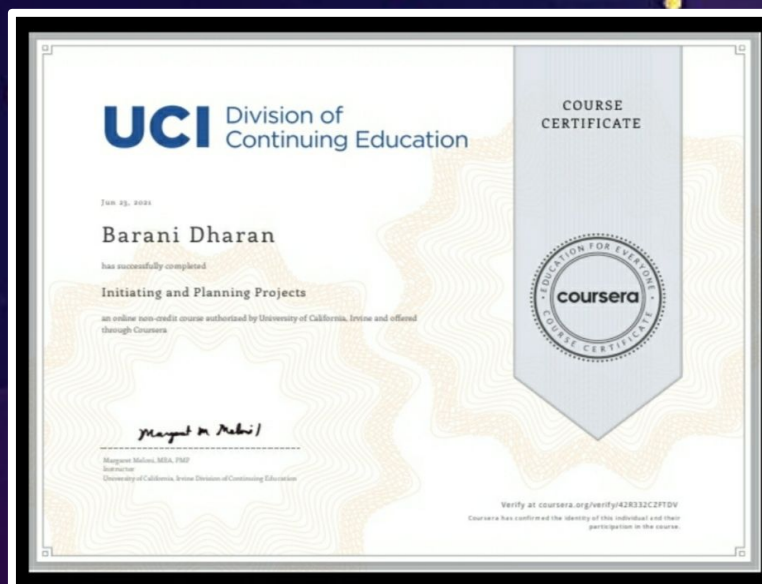 UCI Division of
Continuing Education
COURSE
CERTIFICATE
Jun 25, 2021
Barani Dharan
has successfully completed
Initiating and Planning Projects
an online non-credit course authorized by University of California, Irvine and offered
through Coursera
EDUCATION FOR EVERYONE
coursera
COURSE CERTIFICATE
Margaret Meloni, MBA, PMP
Instructor
University of California, Irvine Division of Continuing Education
Verify at coursera.org/verify/42R332CZFTDV
Coursera has confirmed the identity of this individual and their
participation in the course.